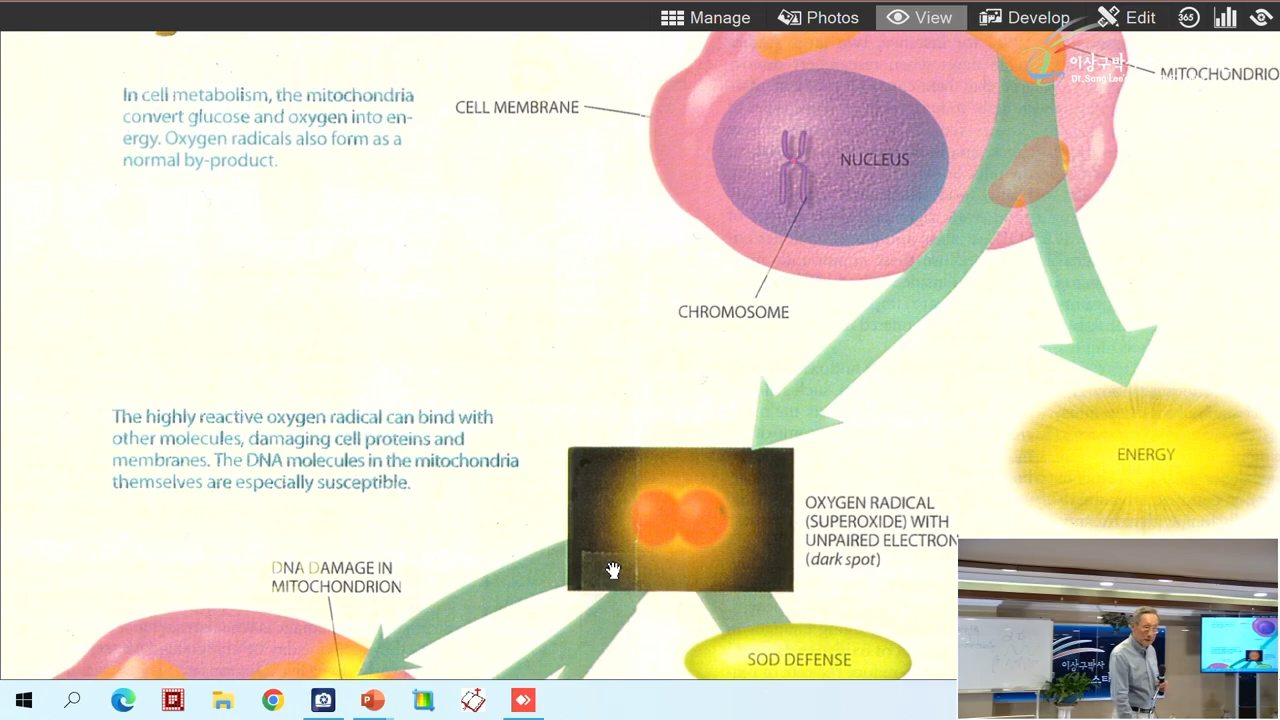 Manage
Photos
View
Develop
Edit
365
이상구박
Dr.Sang Lee's
MITOCHONDRIO
In cell metabolism, the mitochondria
convert glucose and oxygen into en-
ergy. Oxygen radicals also form as a
normal by-product.
CELL MEMBRANE
NUCLEUS
CHROMOSOME
The highly reactive oxygen radical can bind with
other molecules, damaging cell proteins and
membranes. The DNA molecules in the mitochondria
themselves are especially susceptible.
ENERGY
OXYGEN RADICAL
(SUPEROXIDE) WITH
UNPAIRED ELECTRON
(dark spot)
DNA DAMAGE IN
MITOCHONDRION
SOD DEFENSE
이상구박사